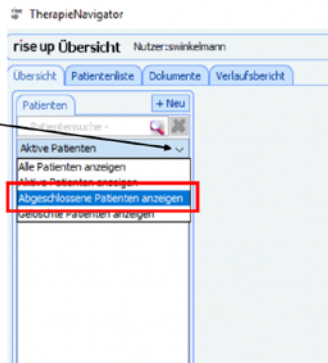 TherapieNavigator
rise up Übersicht Nutzer:swinkelmann
Übersicht Patientenliste Dokumente Verlaufsbericht
Patienten + Neu
- Patientensuche -
Aktive Patienten
Alle Patienten anzeigen
Aktive Patienten anzeigen
Abgeschlossene Patienten anzeigen
Gelöschte Patienten anzeigen